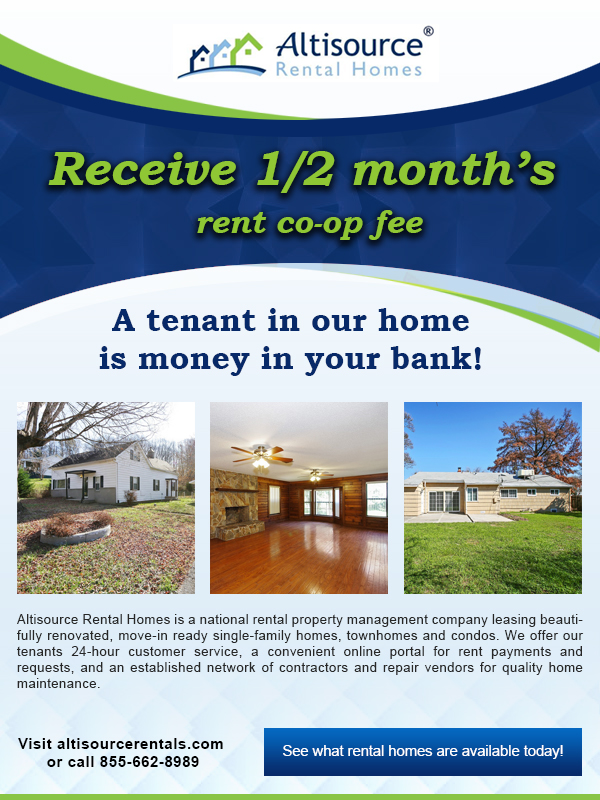 Altisource®
Rental Homes
Receive 1/2 month's
rent co-op fee
A tenant in our home
is money in your bank!
Altisource Rental Homes is a national rental property management company leasing beauti-
fully renovated, move-in ready single-family homes, townhomes and condos. We offer our
tenants 24-hour customer service, a convenient online portal for rent payments and
requests, and an established network of contractors and repair vendors for quality home
maintenance.
Visit altisourcerentals.com
or call 855-662-8989
See what rental homes are available today!